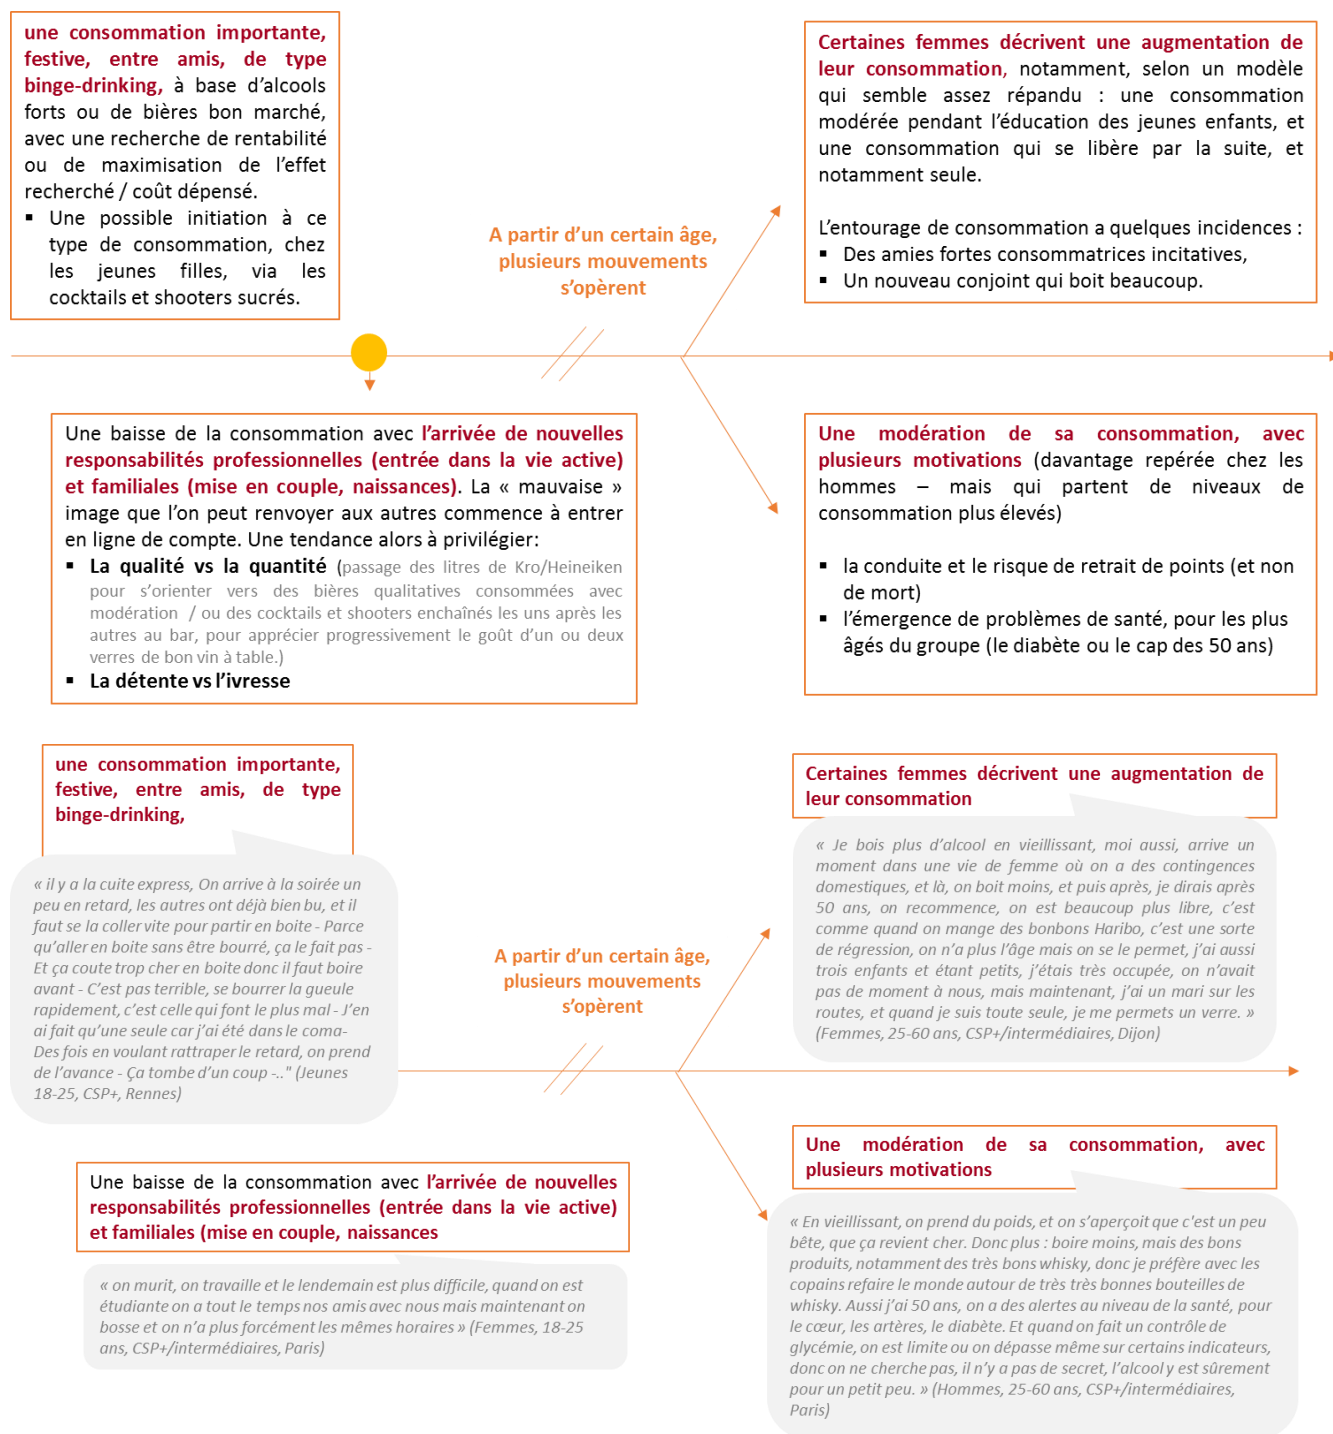 une consommation importante,
festive, entre amis, de type
binge-drinking, à base d’alcools
forts ou de bières bon marché,
avec une recherche de rentabilité
ou de maximisation de l’effet
recherché / coût dépensé.
▪ Une possible initiation à ce
type de consommation, chez
les jeunes filles, via les
cocktails et shooters sucrés.
A partir d’un certain âge,
plusieurs mouvements
s’opèrent
Certaines femmes décrivent une augmentation de
leur consommation, notamment, selon un modèle
qui semble assez répandu : une consommation
modérée pendant l’éducation des jeunes enfants, et
une consommation qui se libère par la suite, et
notamment seule.
L’entourage de consommation a quelques incidences :
▪ Des amies fortes consommatrices incitatives,
▪ Un nouveau conjoint qui boit beaucoup.
Une baisse de la consommation avec l’arrivée de nouvelles
responsabilités professionnelles (entrée dans la vie active)
et familiales (mise en couple, naissances). La « mauvaise »
image que l’on peut renvoyer aux autres commence à entrer
en ligne de compte. Une tendance alors à privilégier:
▪ La qualité vs la quantité (passage des litres de Kro/Heineiken
pour s’orienter vers des bières qualitatives consommées avec
modération / ou des cocktails et shooters enchaînés les uns après les
autres au bar, pour apprécier progressivement le goût d’un ou deux
verres de bon vin à table.)
▪ La détente vs l’ivresse
Une modération de sa consommation, avec
plusieurs motivations (davantage repérée chez les
hommes – mais qui partent de niveaux de
consommation plus élevés)
▪ la conduite et le risque de retrait de points (et non
de mort)
▪ l’émergence de problèmes de santé, pour les plus
âgés du groupe (le diabète ou le cap des 50 ans)
une consommation importante,
festive, entre amis, de type
binge-drinking,
« il y a la cuite express, On arrive à la soirée un
peu en retard, les autres ont déjà bien bu, et il
faut se la coller vite pour partir en boite - Parce
qu’aller en boite sans être bourré, ça le fait pas -
Et ça coute trop cher en boite donc il faut boire
avant - C’est pas terrible, se bourrer la gueule
rapidement, c’est celle qui font le plus mal - J’en
ai fait qu’une seule car j’ai été dans le coma-
Des fois en voulant rattraper le retard, on prend
de l’avance - Ça tombe d’un coup -.." (Jeunes
18-25, CSP+, Rennes)
A partir d’un certain âge,
plusieurs mouvements
s’opèrent
Certaines femmes décrivent une augmentation de
leur consommation
« Je bois plus d’alcool en vieillissant, moi aussi, arrive un
moment dans une vie de femme où on a des contingences
domestiques, et là, on boit moins, et puis après, je dirais après
50 ans, on recommence, on est beaucoup plus libre, c’est
comme quand on mange des bonbons Haribo, c’est une sorte
de régression, on n’a plus l’âge mais on se le permet, j’ai aussi
trois enfants et étant petits, j’étais très occupée, on n’avait
pas de moment à nous, mais maintenant, j’ai un mari sur les
routes, et quand je suis toute seule, je me permets un verre. »
(Femmes, 25-60 ans, CSP+/intermédiaires, Dijon)
Une baisse de la consommation avec l’arrivée de nouvelles
responsabilités professionnelles (entrée dans la vie active)
et familiales (mise en couple, naissances
« on murit, on travaille et le lendemain est plus difficile, quand on est
étudiante on a tout le temps nos amis avec nous mais maintenant on
bosse et on n’a plus forcément les mêmes horaires » (Femmes, 18-25
ans, CSP+/intermédiaires, Paris)
Une modération de sa consommation, avec
plusieurs motivations
« En vieillissant, on prend du poids, et on s’aperçoit que c'est un peu
bête, que ça revient cher. Donc plus : boire moins, mais des bons
produits, notamment des très bons whisky, donc je préfère avec les
copains refaire le monde autour de très très bonnes bouteilles de
whisky. Aussi j’ai 50 ans, on a des alertes au niveau de la santé, pour
le cœur, les artères, le diabète. Et quand on fait un contrôle de
glycémie, on est limite ou on dépasse même sur certains indicateurs,
donc on ne cherche pas, il n’y a pas de secret, l’alcool y est sûrement
pour un petit peu. » (Hommes, 25-60 ans, CSP+/intermédiaires,
Paris)